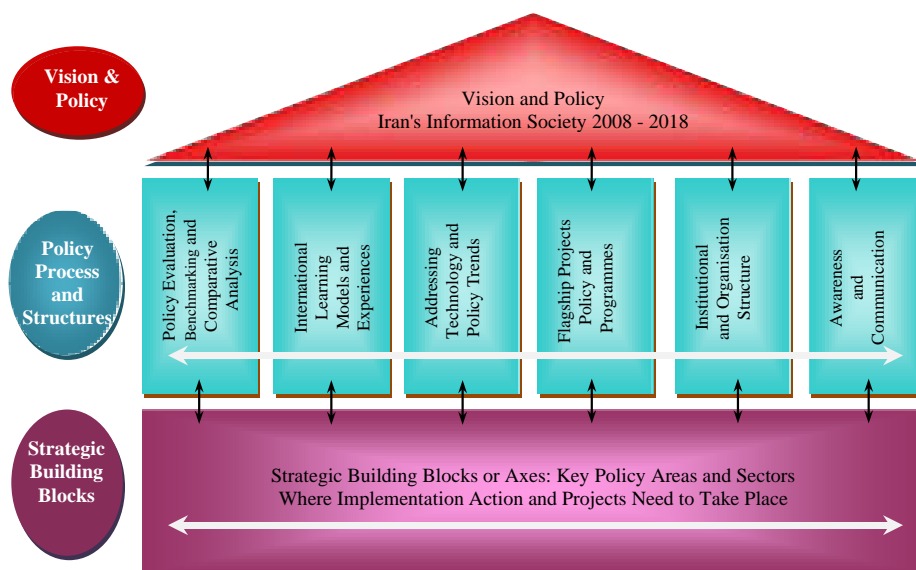 Vision &
Policy
Vision and Policy
Iran's Information Society 2008 - 2018
Policy
Process
and
Structures
Policy Evaluation,
Benchmarking and
Comparative
Analysis
International
Learning
Models and
Experiences
Addressing
Technology and
Policy Trends
Flagship Projects
Policy and
Programmes
Institutional
and Organisation
Structure
Awareness
and
Communication
Strategic
Building
Blocks
Strategic Building Blocks or Axes: Key Policy Areas and Sectors
Where Implementation Action and Projects Need to Take Place